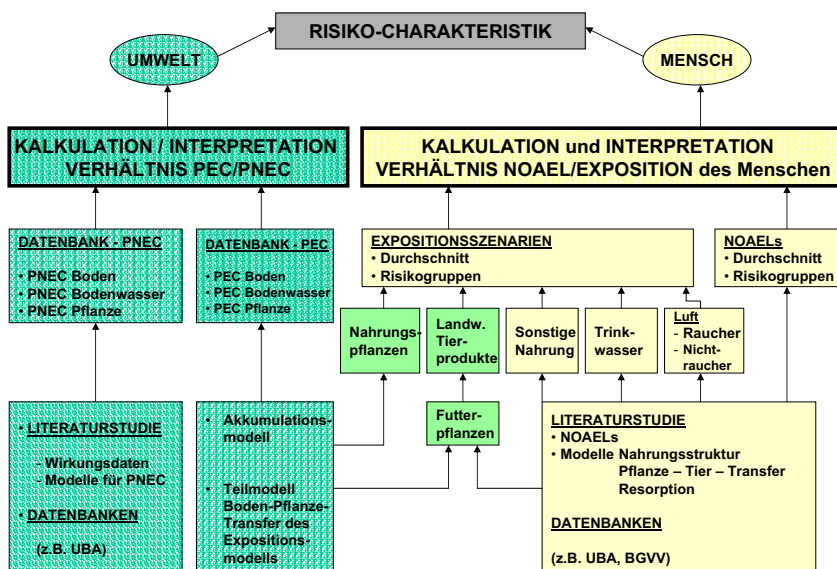 RISIKO-CHARAKTERISTIK
UMWELT
MENSCH
KALKULATION / INTERPRETATION
VERHÄLTNIS PEC/PNEC
KALKULATION und INTERPRETATION
VERHÄLTNIS NOAEL/EXPOSITION des Menschen
DATENBANK - PNEC
• PNEC Boden
• PNEC Bodenwasser
• PNEC Pflanze
DATENBANK - PEC
• PEC Boden
• PEC Bodenwasser
• PEC Pflanze
EXPOSITIONSSZENARIEN
• Durchschnitt
• Risikogruppen
NOAELs
• Durchschnitt
• Risikogruppen
Nahrungs-
pflanzen
Landw.
Tier-
produkte
Sonstige
Nahrung
Trink-
wasser
Luft
- Raucher
- Nicht-
raucher
• LITERATURSTUDIE
- Wirkungsdaten
- Modelle für PNEC
• DATENBANKEN
(z.B. UBA)
• Akkumulations-
modell
• Teilmodell
Boden-Pflanze-
Transfer des
Expositions-
modells
Futter-
pflanzen
LITERATURSTUDIE
• NOAELs
• Modelle Nahrungsstruktur
Pflanze – Tier – Transfer
Resorption
DATENBANKEN
(z.B. UBA, BGVV)